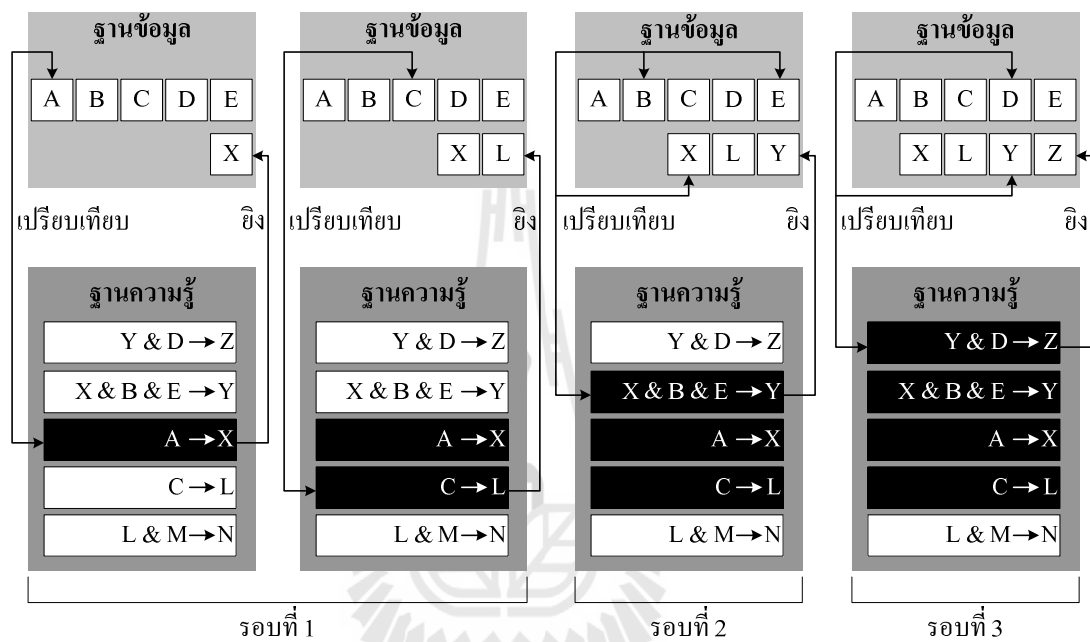 ฐานข้อมูล
A B C D E
X
เปรียบเทียบ ยิง
ฐานความรู้
Y & D → Z
X & B & E → Y
A → X
C → L
L & M → N
ฐานข้อมูล
A B C D E
X L
เปรียบเทียบ ยิง
ฐานความรู้
Y & D → Z
X & B & E → Y
A → X
C → L
L & M → N
รอบที่ 1
ฐานข้อมูล
A B C D E
X L Y
เปรียบเทียบ ยิง
ฐานความรู้
Y & D → Z
X & B & E → Y
A → X
C → L
L & M → N
รอบที่ 2
ฐานข้อมูล
A B C D E
X L Y Z
เปรียบเทียบ ยิง
ฐานความรู้
Y & D → Z
X & B & E → Y
A → X
C → L
L & M → N
รอบที่ 3